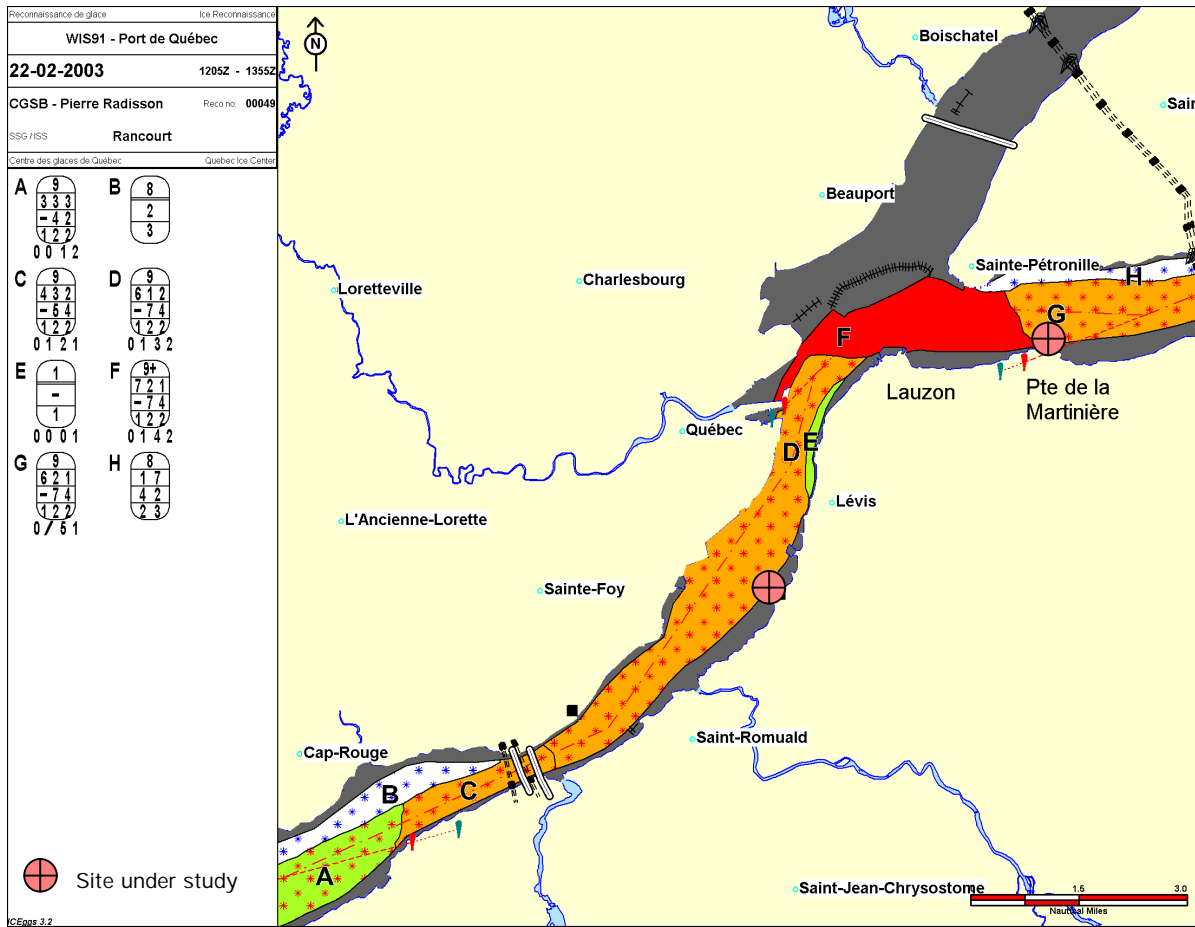 Reconnaissance de glace Ice Reconnaissance
WIS91 - Port de Québec
22-02-2003 1205Z - 1355Z
CGSB - Pierre Radisson Reco no: 00049
SSG / ISS Rancourt
Centre des glaces de Québec Quebec Ice Center
A B
9 8
3 3 3 2
- 4 2 3
1 2 2
0 0 1 2
C D
9 9
4 3 2 6 1 2
- 5 4 - 7 4
1 2 2 1 2 2
0 1 2 1 0 1 3 2
E F
1 9+
- 7 2 1
1 - 7 4
0 0 0 1 1 2 2
0 1 4 2
G H
9 8
6 2 1 1 7
- 7 4 4 2
1 2 2 2 3
0 / 5 1
Site under study
ICEggs 3.2
N
Boischatel
Sain
Beauport
Sainte-Pétronille
H
Charlesbourg
Loretteville
G
F
Lauzon
Pte de la
Martinière
Québec
D
E
Lévis
L'Ancienne-Lorette
Sainte-Foy
Saint-Romuald
Cap-Rouge
C
B
A
Saint-Jean-Chrysostome
1.5 3.0
Nautical Miles